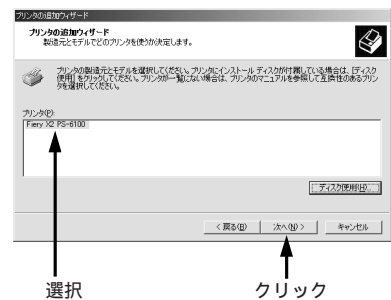 プリンタの追加ウィザード
プリンタの追加ウィザード
製造元とモデルでどのプリンタを使うか決定します。
プリンタの製造元とモデルを選択してください。プリンタにインストール ディスクが付属している場合は、[ディスク
使用] をクリックしてください。プリンタが一覧にない場合は、プリンタのマニュアルを参照して互換性のあるプリン
タを選択してください。
プリンタ(P):
Fiery X2 PS-6100
ディスク使用(H)...
< 戻る(B)
次へ(N) >
キャンセル
選択
クリック